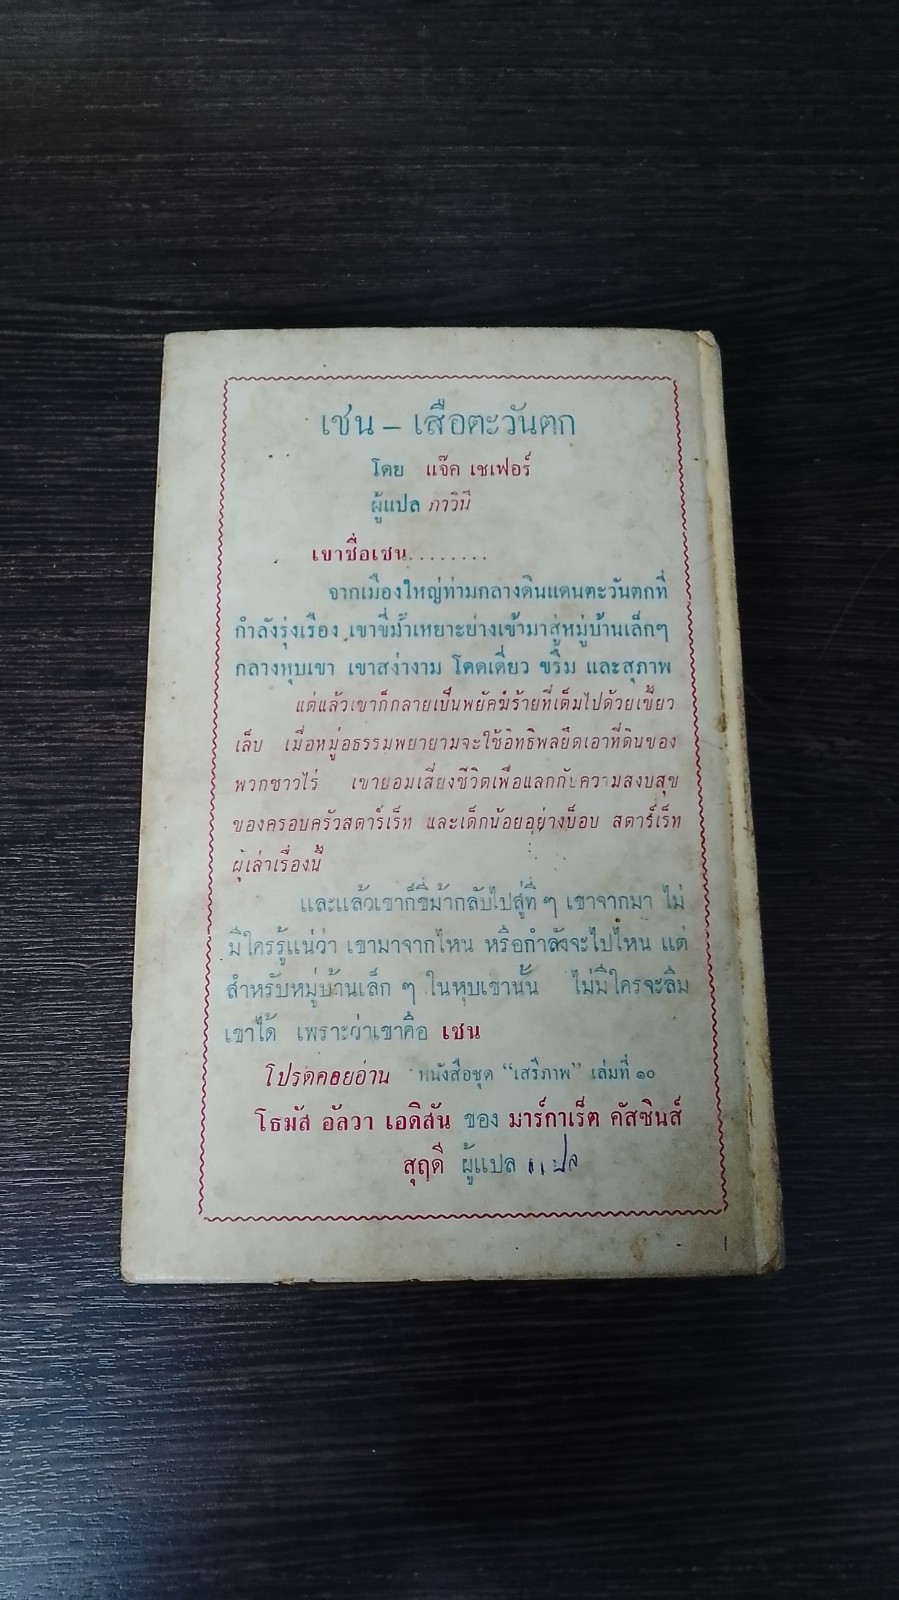 เชน – เสือตะวันตก
โดย แจ๊ค เชเฟอร์
ผู้แปล ภาวินี
เขาชื่อเชน........
จากเมืองใหญ่ท่ามกลางดินแดนตะวันตกที่
กำลังรุ่งเรือง เขาขี่ม้าเหยาะย่างเข้ามาสู่หมู่บ้านเล็กๆ
กลางหุบเขา เขาสง่างาม โดดเดี่ยว ขรึม และสุภาพ
แต่แล้วเขาก็กลายเป็นพยัคฆ์ร้ายที่เต็มไปด้วยเขี้ยว
เล็บ เมื่อหมู่อธรรมพยายามจะใช้อิทธิพลยึดเอาที่ดินของ
พวกชาวไร่ เขายอมเสี่ยงชีวิตเพื่อแลกกับความสงบสุข
ของครอบครัวสตาร์เร็ท และเด็กน้อยอย่างบ็อบ สตาร์เร็ท
ผู้เล่าเรื่องนี้
และแล้วเขาก็ขี่ม้ากลับไปสู่ที่ ๆ เขาจากมา ไม่
มีใครรู้แน่ว่า เขามาจากไหน หรือกำลังจะไปไหน แต่
สำหรับหมู่บ้านเล็ก ๆ ในหุบเขานั้น ไม่มีใครจะลืม
เขาได้ เพราะว่าเขาคือ เชน
โปรดคอยอ่าน หนังสือชุด “เสรีภาพ” เล่มที่ ๑๐
โธมัส อัลวา เอดิสัน ของ มาร์กาเร็ต คัสซินส์
สุฤดี ผู้แปล แปล